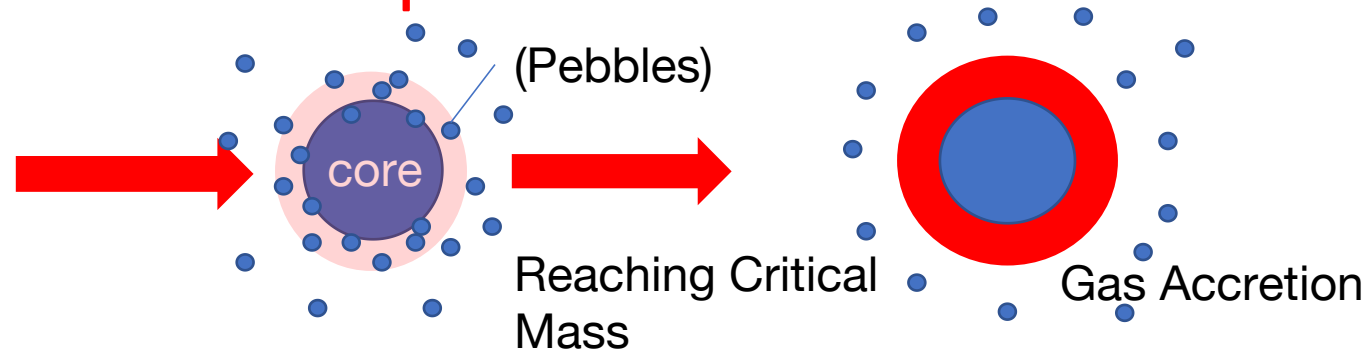 (Pebbles)
core
Reaching Critical
Mass
Gas Accretion